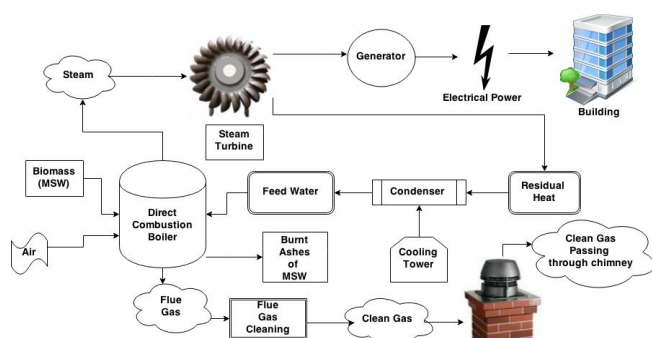 Steam
Generator
Electrical Power
Building
Steam
Turbine
Biomass
(MSW)
Direct
Combustion
Boiler
Feed Water
Condenser
Residual
Heat
Air
Burnt
Ashes
of
MSW
Cooling
Tower
Clean Gas
Passing
through chimney
Flue
Gas
Flue
Gas
Cleaning
Clean Gas